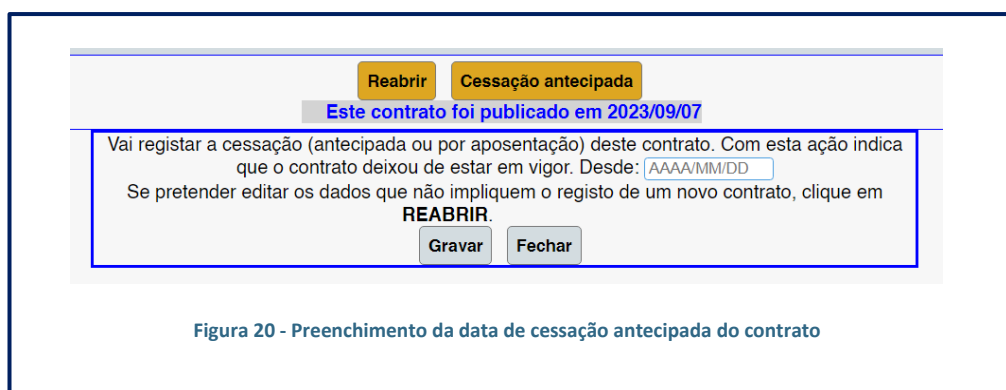 Reabrir Cessação antecipada
Este contrato foi publicado em 2023/09/07
Vai registar a cessação (antecipada ou por aposentação) deste contrato. Com esta ação indica
que o contrato deixou de estar em vigor. Desde: AAAA/MM/DD
Se pretender editar os dados que não impliquem o registo de um novo contrato, clique em
REABRIR.
Gravar Fechar
Figura 20 - Preenchimento da data de cessação antecipada do contrato